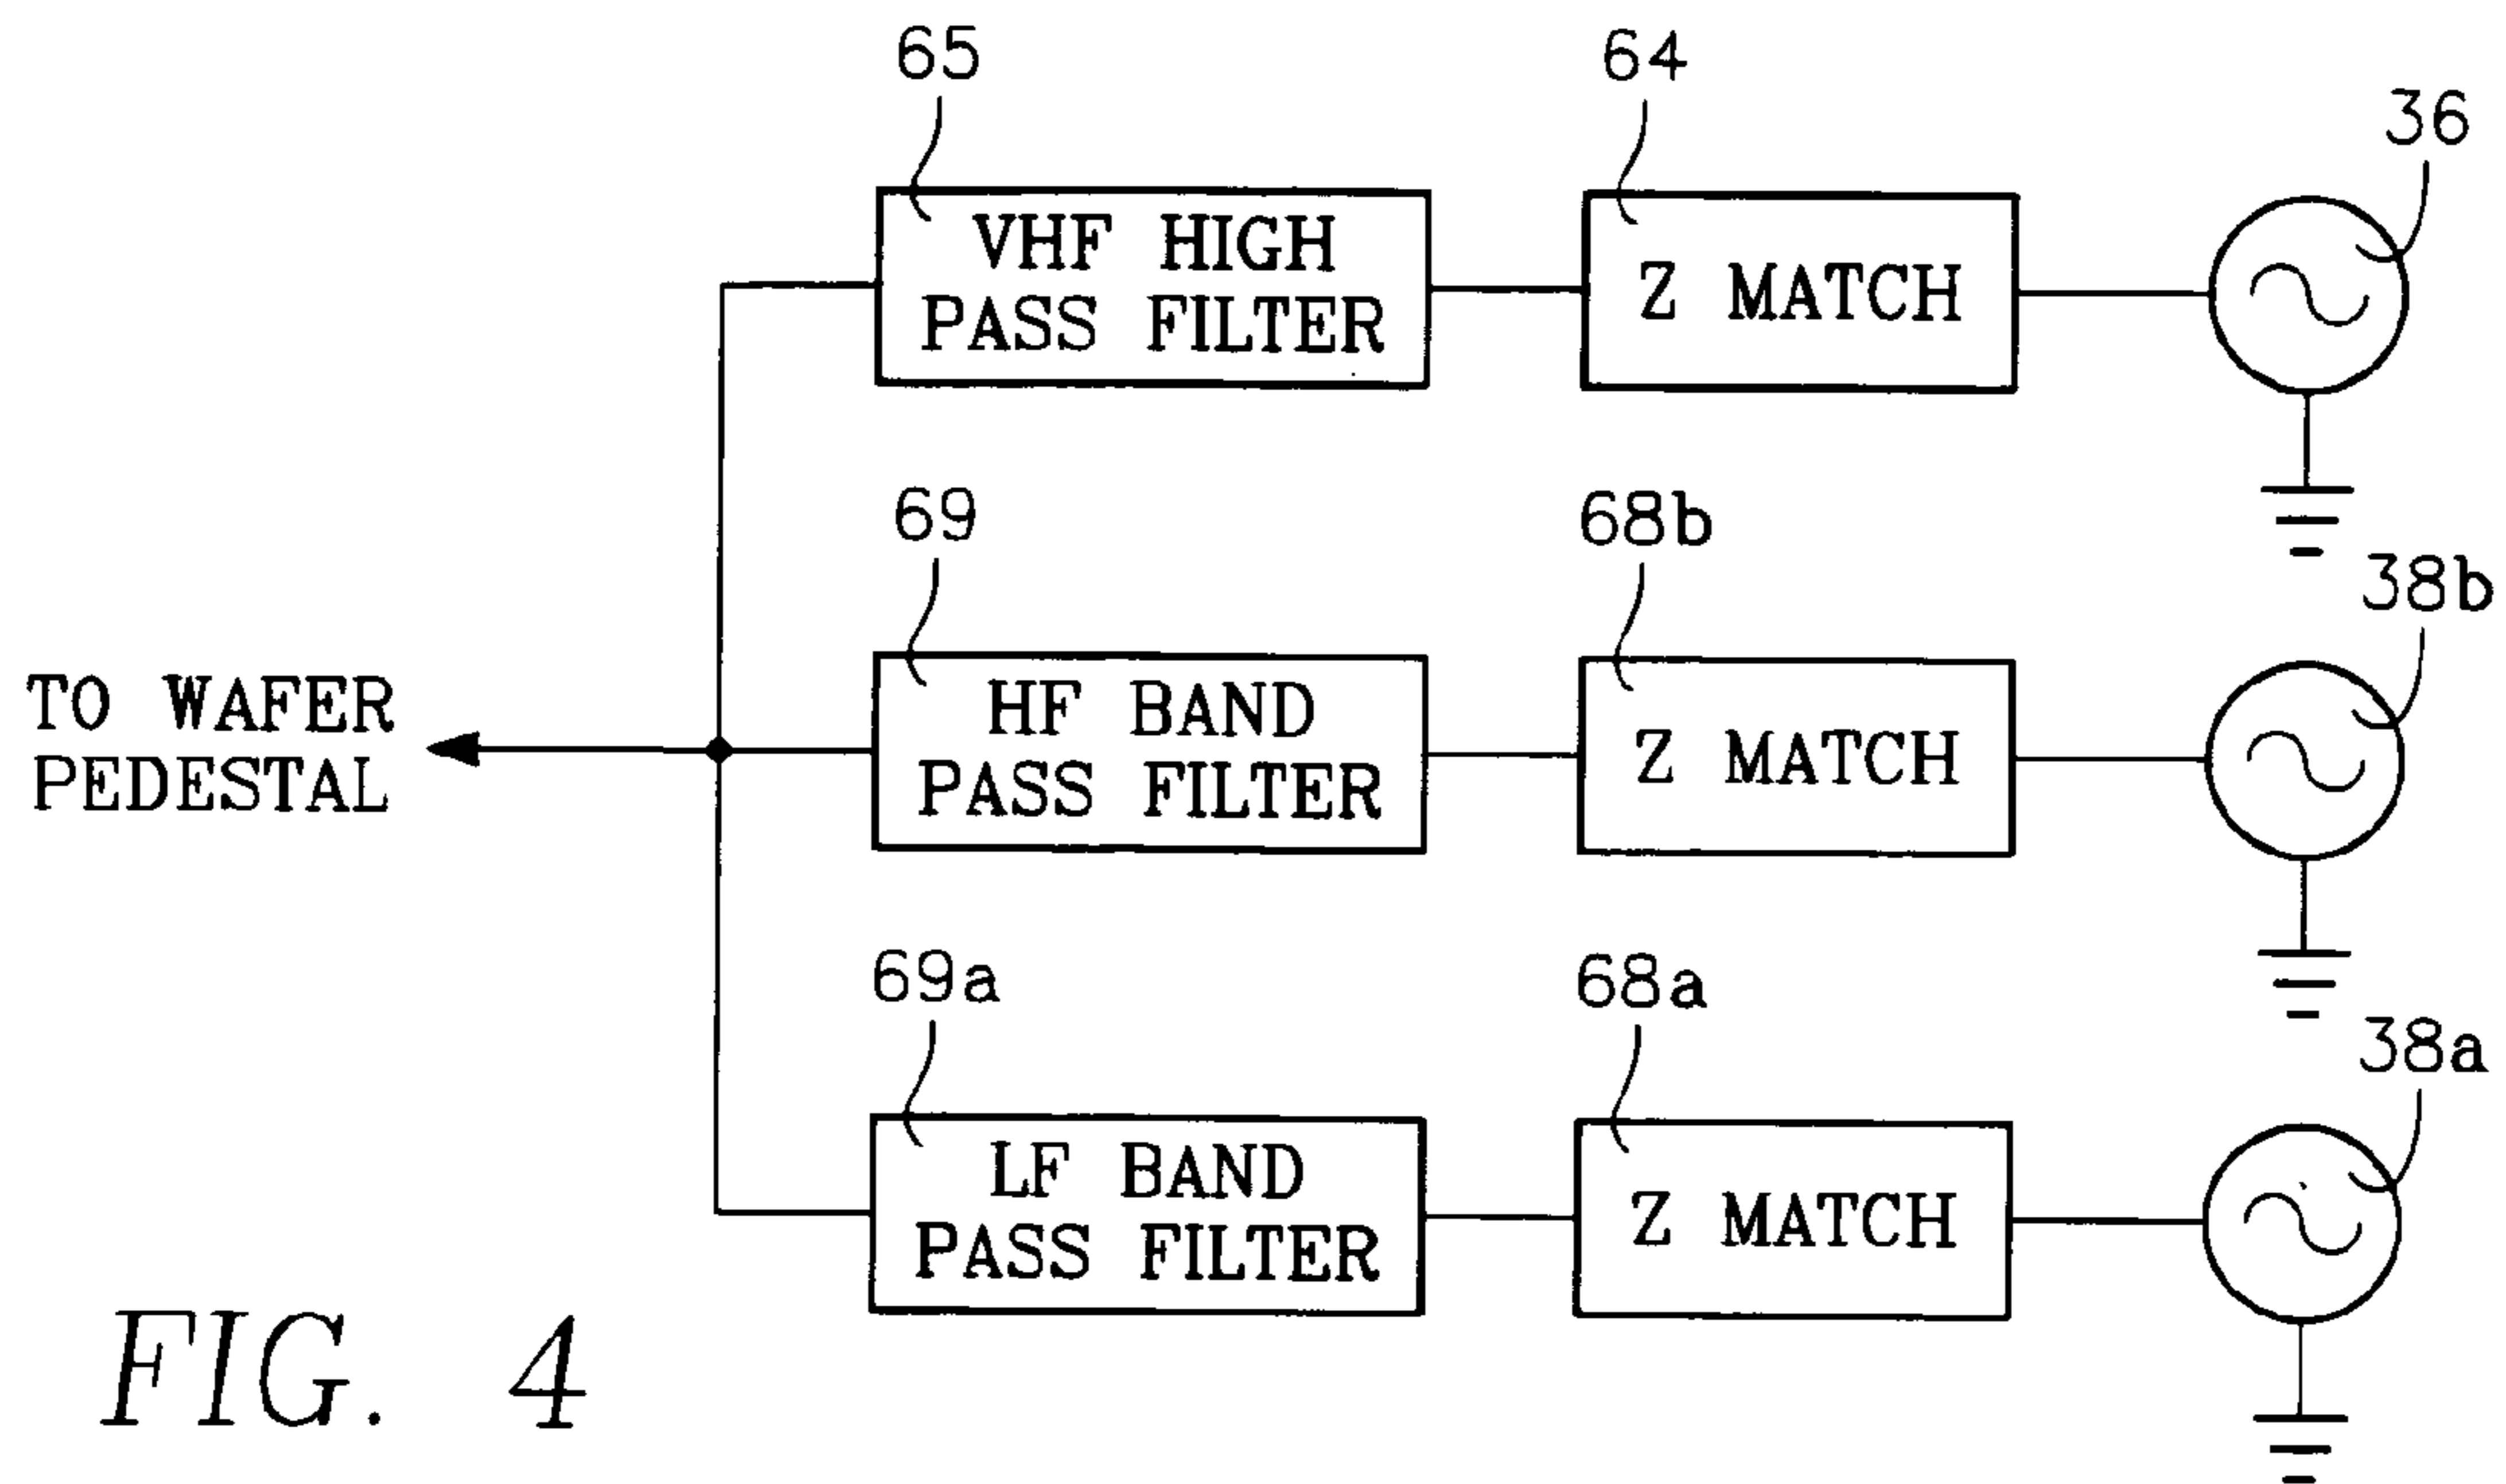 65
64
36
VHF HIGH
PASS FILTER
Z MATCH
69
68b
38b
TO WAFER
PEDESTAL
HF BAND
PASS FILTER
Z MATCH
69a
68a
38a
LF BAND
PASS FILTER
Z MATCH
FIG. 4